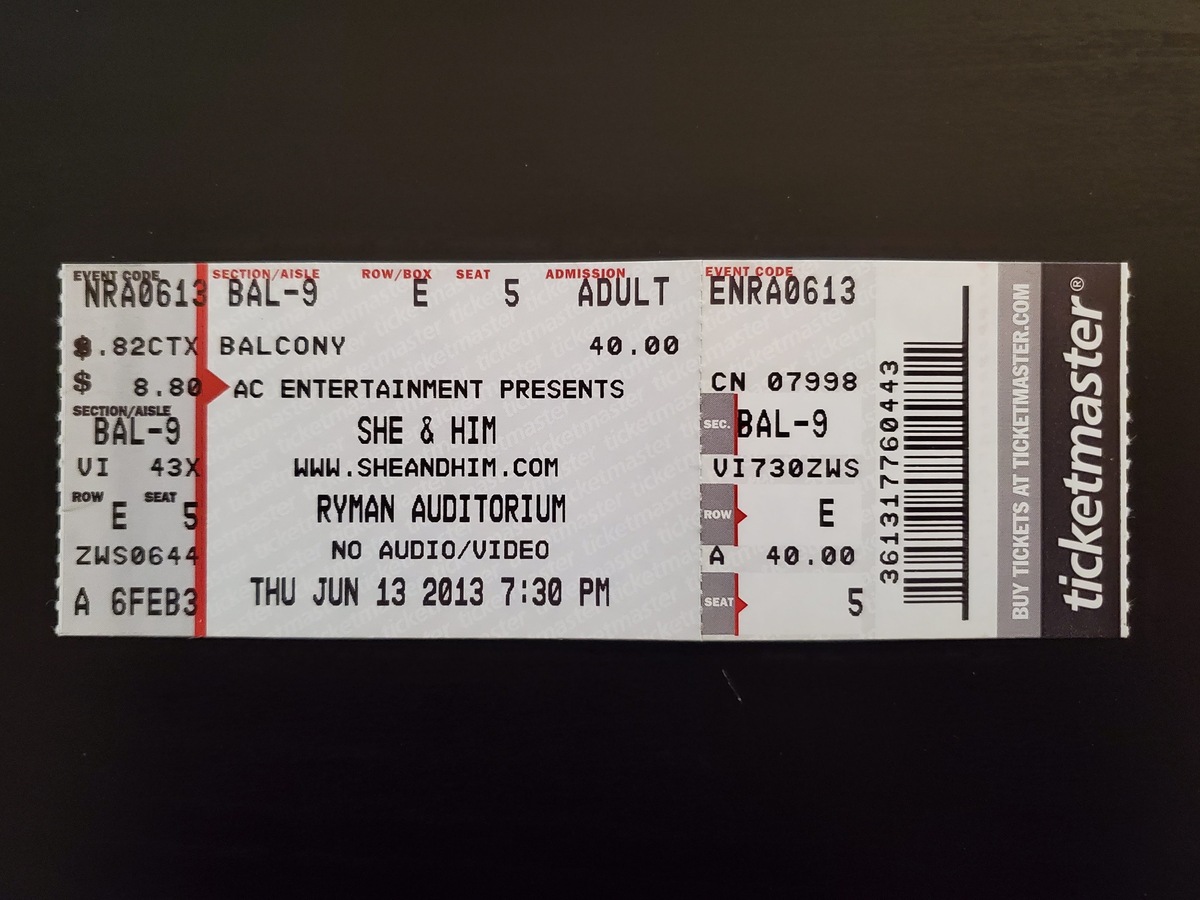 EVENT CODE
NRA0613
.82CTX
$ 8.80
SECTION/AISLE
BAL-9
VI 43X
ROW SEAT
E 5
ZWS0644
A 6FEB3
SECTION/AISLE ROW/BOX SEAT ADMISSION
BAL-9 E 5 ADULT
BALCONY 40.00
AC ENTERTAINMENT PRESENTS
SHE & HIM
WWW.SHEANDHIM.COM
RYMAN AUDITORIUM
NO AUDIO/VIDEO
THU JUN 13 2013 7:30 PM
EVENT CODE
ENRA0613
CN 07998
SEC. BAL-9
VI730ZWS
ROW E
A 40.00
SEAT 5
361317760443
BUY TICKETS AT TICKETMASTER.COM
ticketmaster®